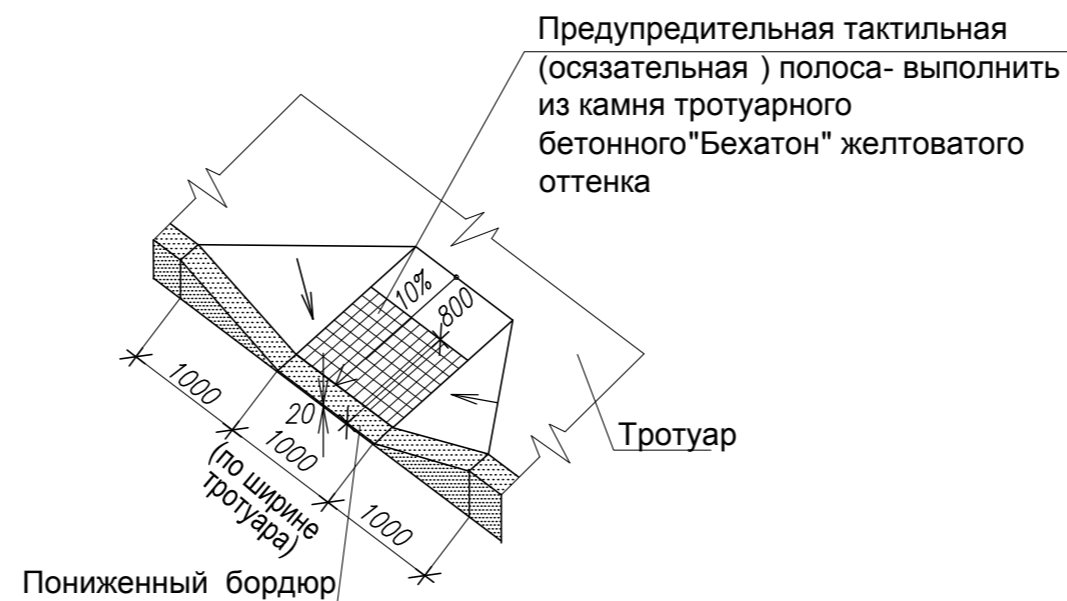 Предупредительная тактильная
(осязательная ) полоса- выполнить
из камня тротуарного
бетонного"Бехатон" желтоватого
оттенка
10%
800
1000
20
1000
(по ширине
тротуара)
1000
Тротуар
Пониженный бордюр